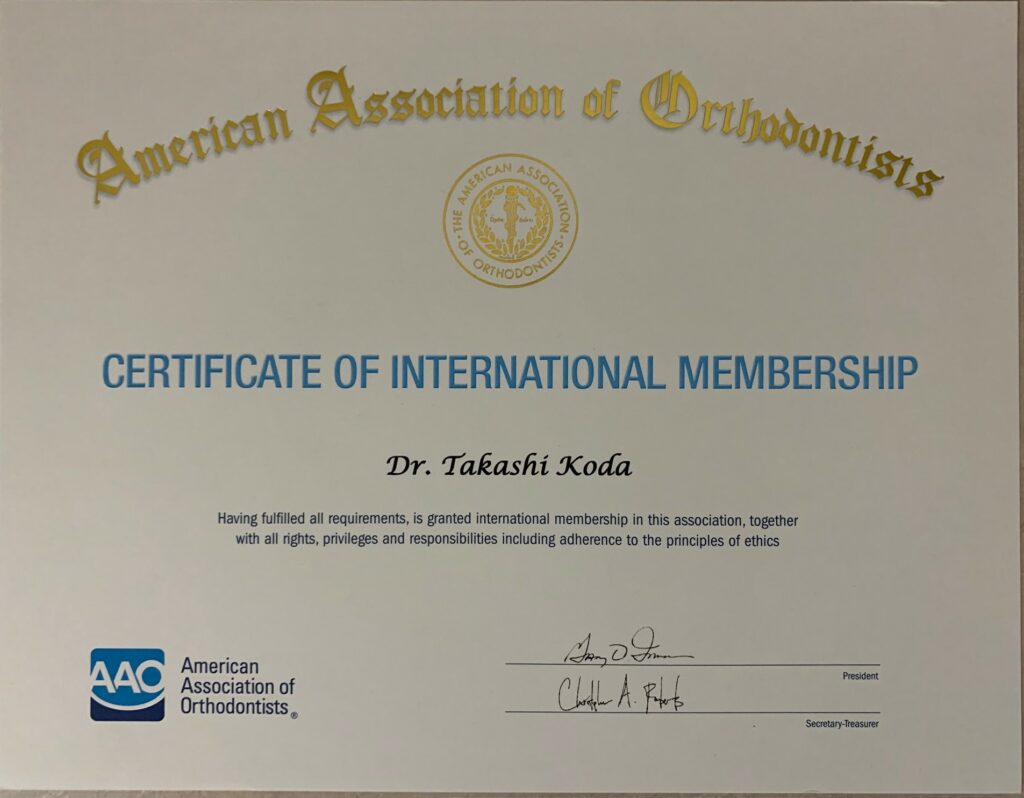 American Association of Orthodontists
THE AMERICAN ASSOCIATION
OF ORTHODONTISTS
CERTIFICATE OF INTERNATIONAL MEMBERSHIP
Dr. Takashi Koda
Having fulfilled all requirements, is granted international membership in this association, together
with all rights, privileges and responsibilities including adherence to the principles of ethics
AAO
American
Association of
Orthodontists®
President
Christopher A. Roberts
Secretary-Treasurer